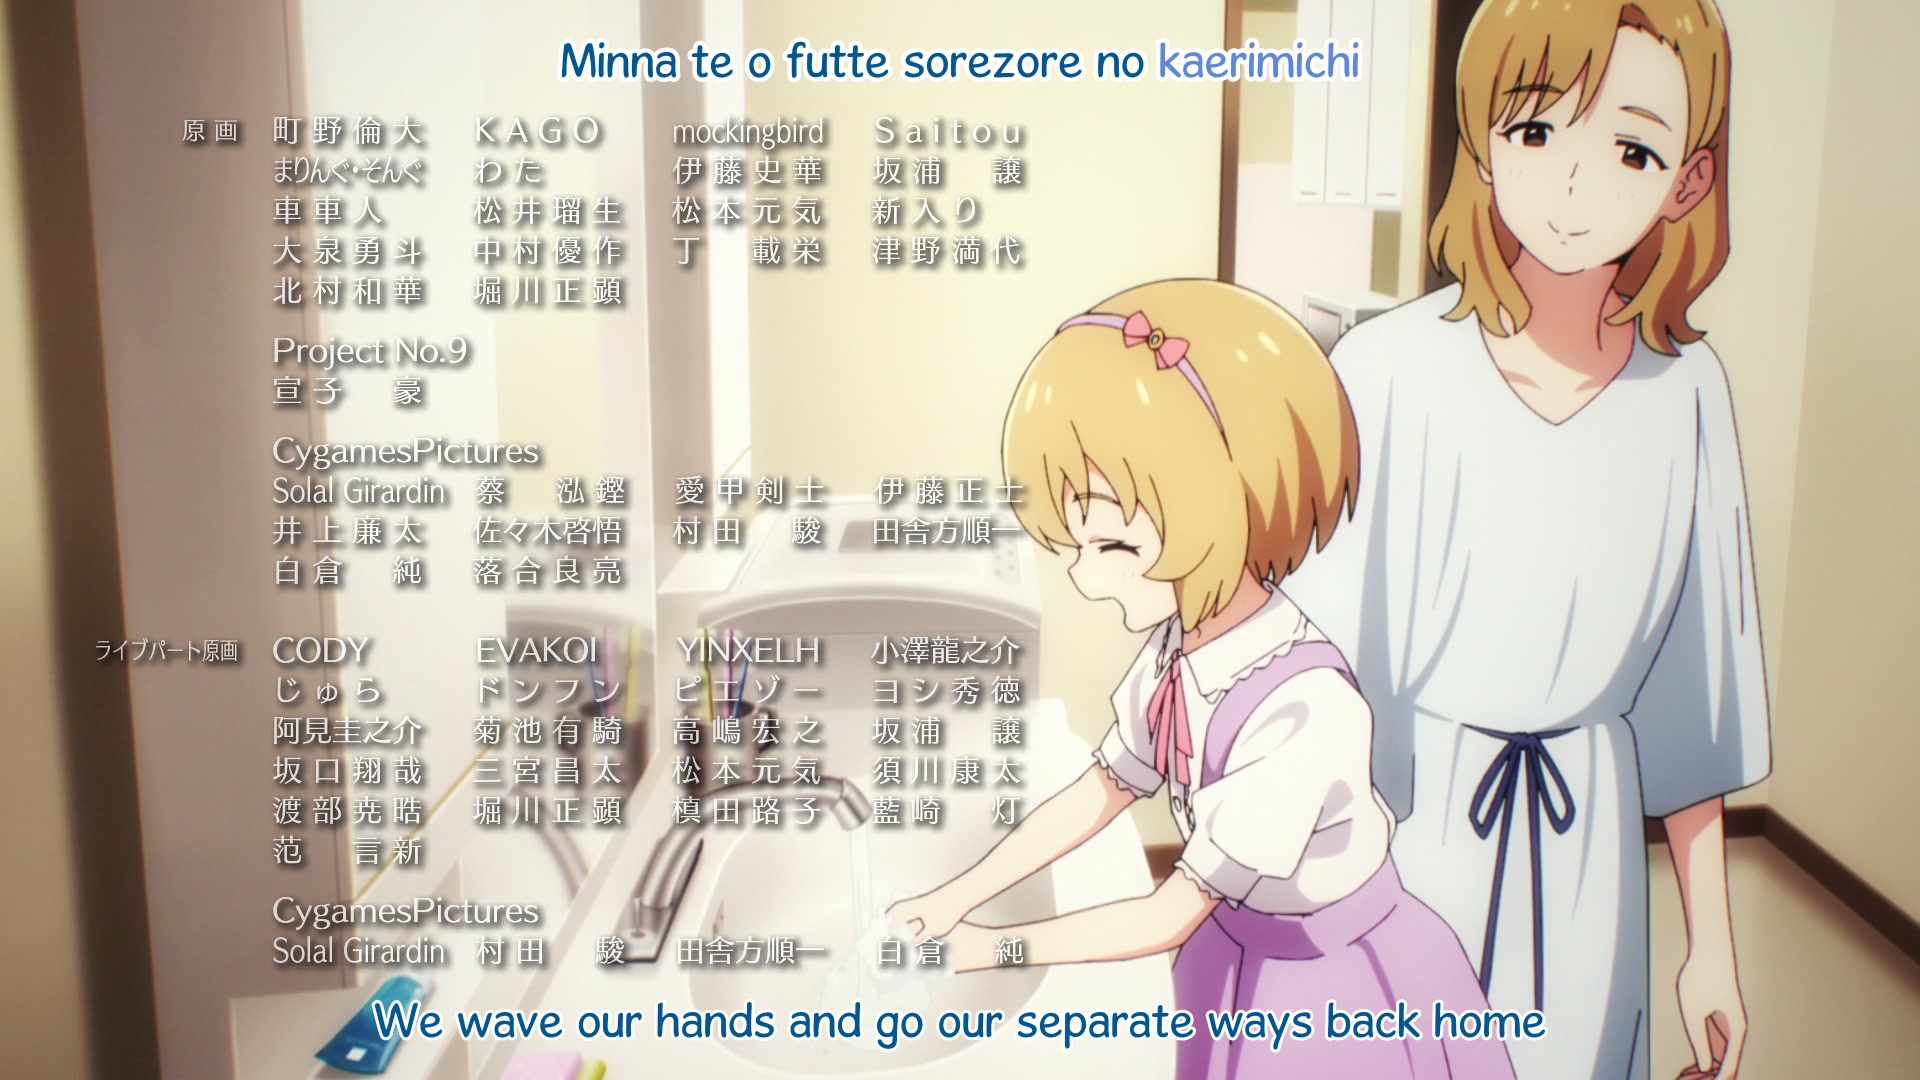 Minna te o futte sorezore no kaerimichi
原画 町野倫大 KAGO mockingbird Saitou
まりんぐ・そんぐ わた 伊藤史華 坂浦 譲
車車人 松井瑠生 松本元気 新入り
大泉勇斗 中村優作 丁 載栄 津野満代
北村和華 堀川正顕
Project No.9
宣子 豪
CygamesPictures
Solal Girardin 蔡 泓鏗 愛甲剣士 伊藤正士
井上廉太 佐々木啓悟 村田 駿 田舎方順一
白倉 純 落合良亮
ライブパート原画 CODY EVAKOI YINXELH 小澤龍之介
じゅら ドンフン ピエゾー ヨシ秀徳
阿見圭之介 菊池有騎 高嶋宏之 坂浦 譲
坂口翔哉 三宮昌太 松本元気 須川康太
渡部尭晧 堀川正顕 槙田路子 藍崎 灯
范 言新
CygamesPictures
Solal Girardin 村田 駿 田舎方順一 白倉 純
We wave our hands and go our separate ways back home